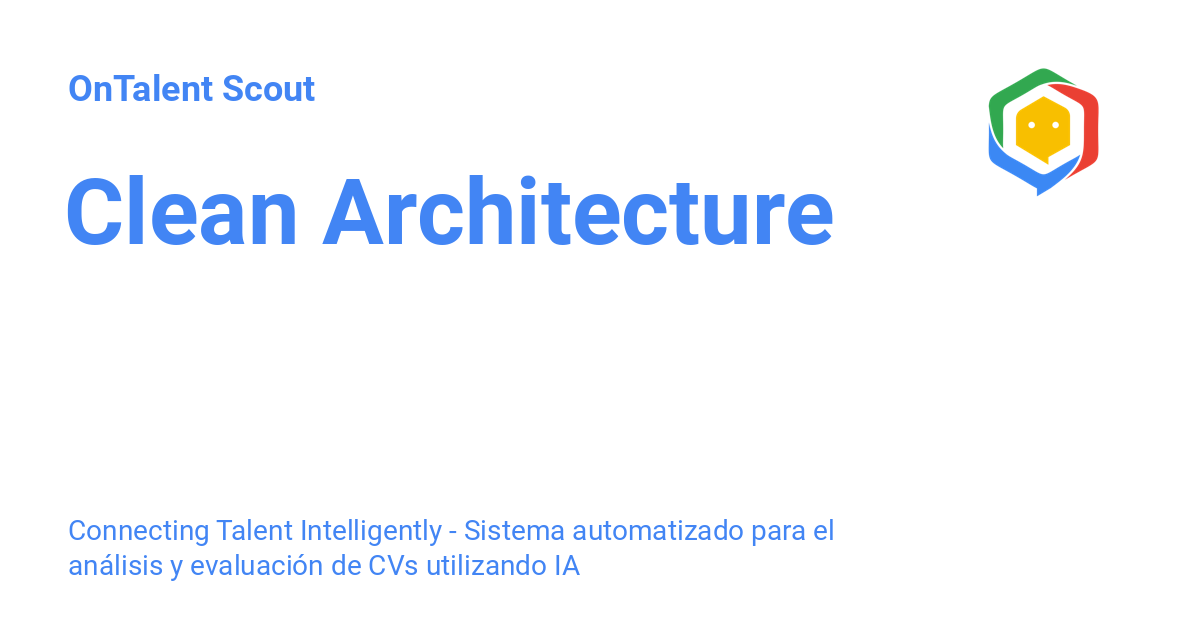 OnTalent Scout
Clean Architecture
Connecting Talent Intelligently - Sistema automatizado para el
análisis y evaluación de CVs utilizando IA